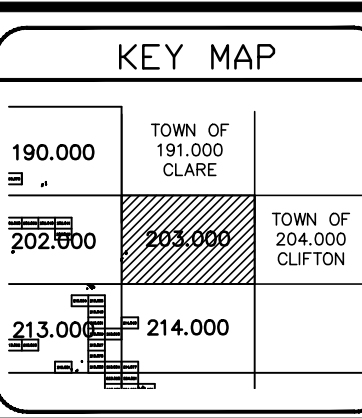 KEY MAP
190.000
TOWN OF
191.000
CLARE
202.000
203.000
TOWN OF
204.000
CLIFTON
213.000
214.000